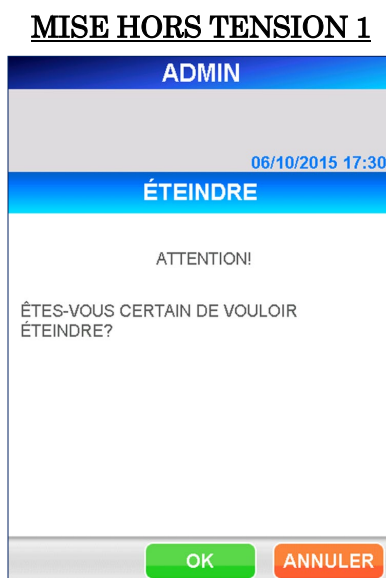 MISE HORS TENSION 1
ADMIN
06/10/2015 17:30
ÉTEINDRE
ATTENTION!
ÊTES-VOUS CERTAIN DE VOULOIR
ÉTEINDRE?
OK ANNULER